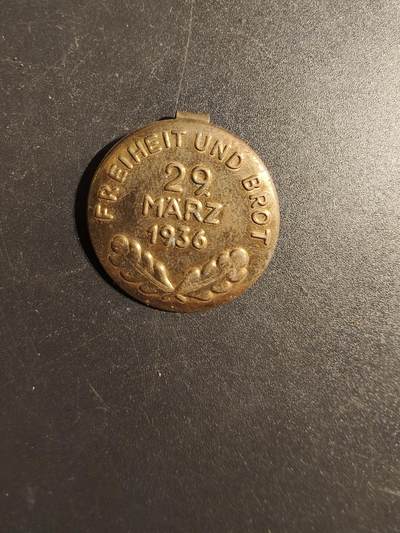 FREIHEIT UND BROT
29.
MÄRZ
1936